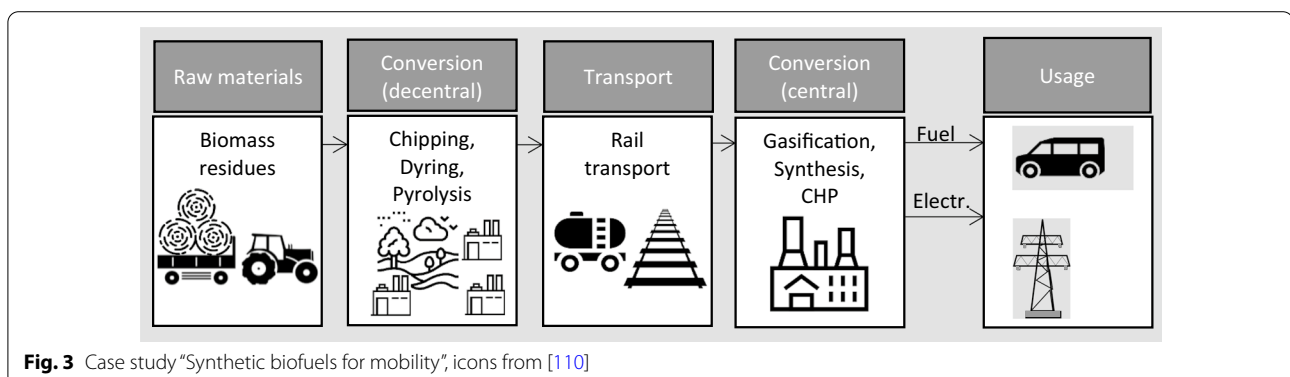 Raw materials
Conversion
(decentral)
Transport
Conversion
(central)
Usage
Biomass
residues
Chipping,
Dyring,
Pyrolysis
Rail
transport
Gasification,
Synthesis,
CHP
Fuel
Electr.
Fig. 3 Case study "Synthetic biofuels for mobility", icons from [110]